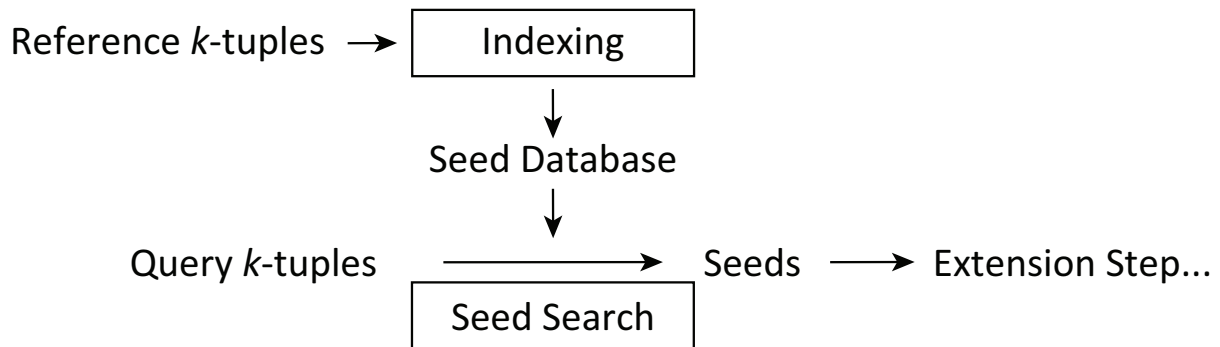 Reference k-tuples
Indexing
Seed Database
Query k-tuples
Seeds
Extension Step...
Seed Search